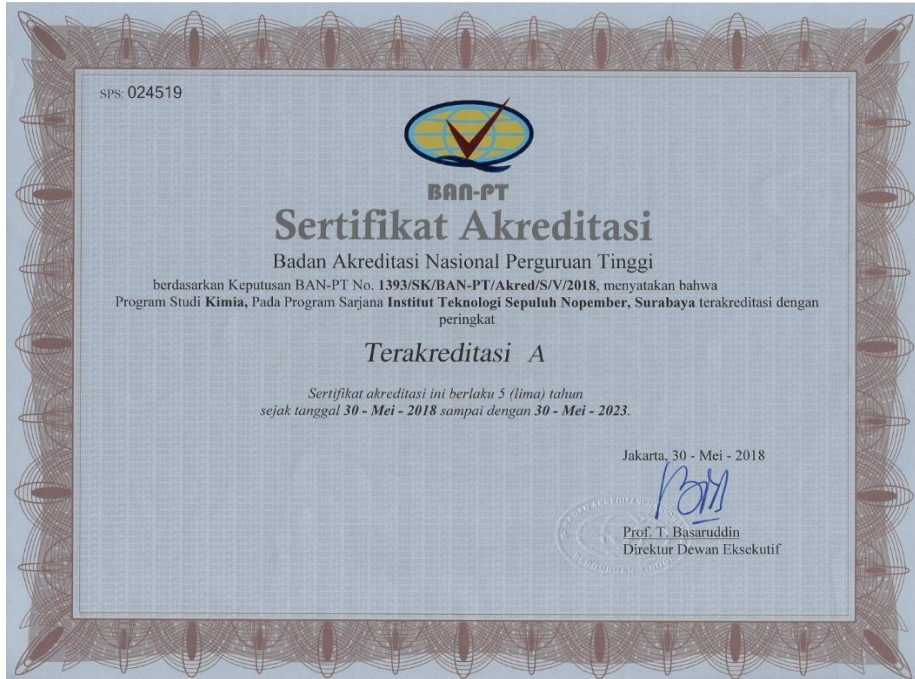 SPS: 024519
BAN-PT
Sertifikat Akreditasi
Badan Akreditasi Nasional Perguruan Tinggi
berdasarkan Keputusan BAN-PT No. 1393/SK/BAN-PT/Akred/S/V/2018, menyatakan bahwa
Program Studi Kimia, Pada Program Sarjana Institut Teknologi Sepuluh Nopember, Surabaya terakreditasi dengan
peringkat
Terakreditasi A
Sertifikat akreditasi ini berlaku 5 (lima) tahun
sejak tanggal 30 - Mei - 2018 sampai dengan 30 - Mei - 2023.
Jakarta, 30 - Mei - 2018
Prof. T. Basaruddin
Direktur Dewan Eksekutif